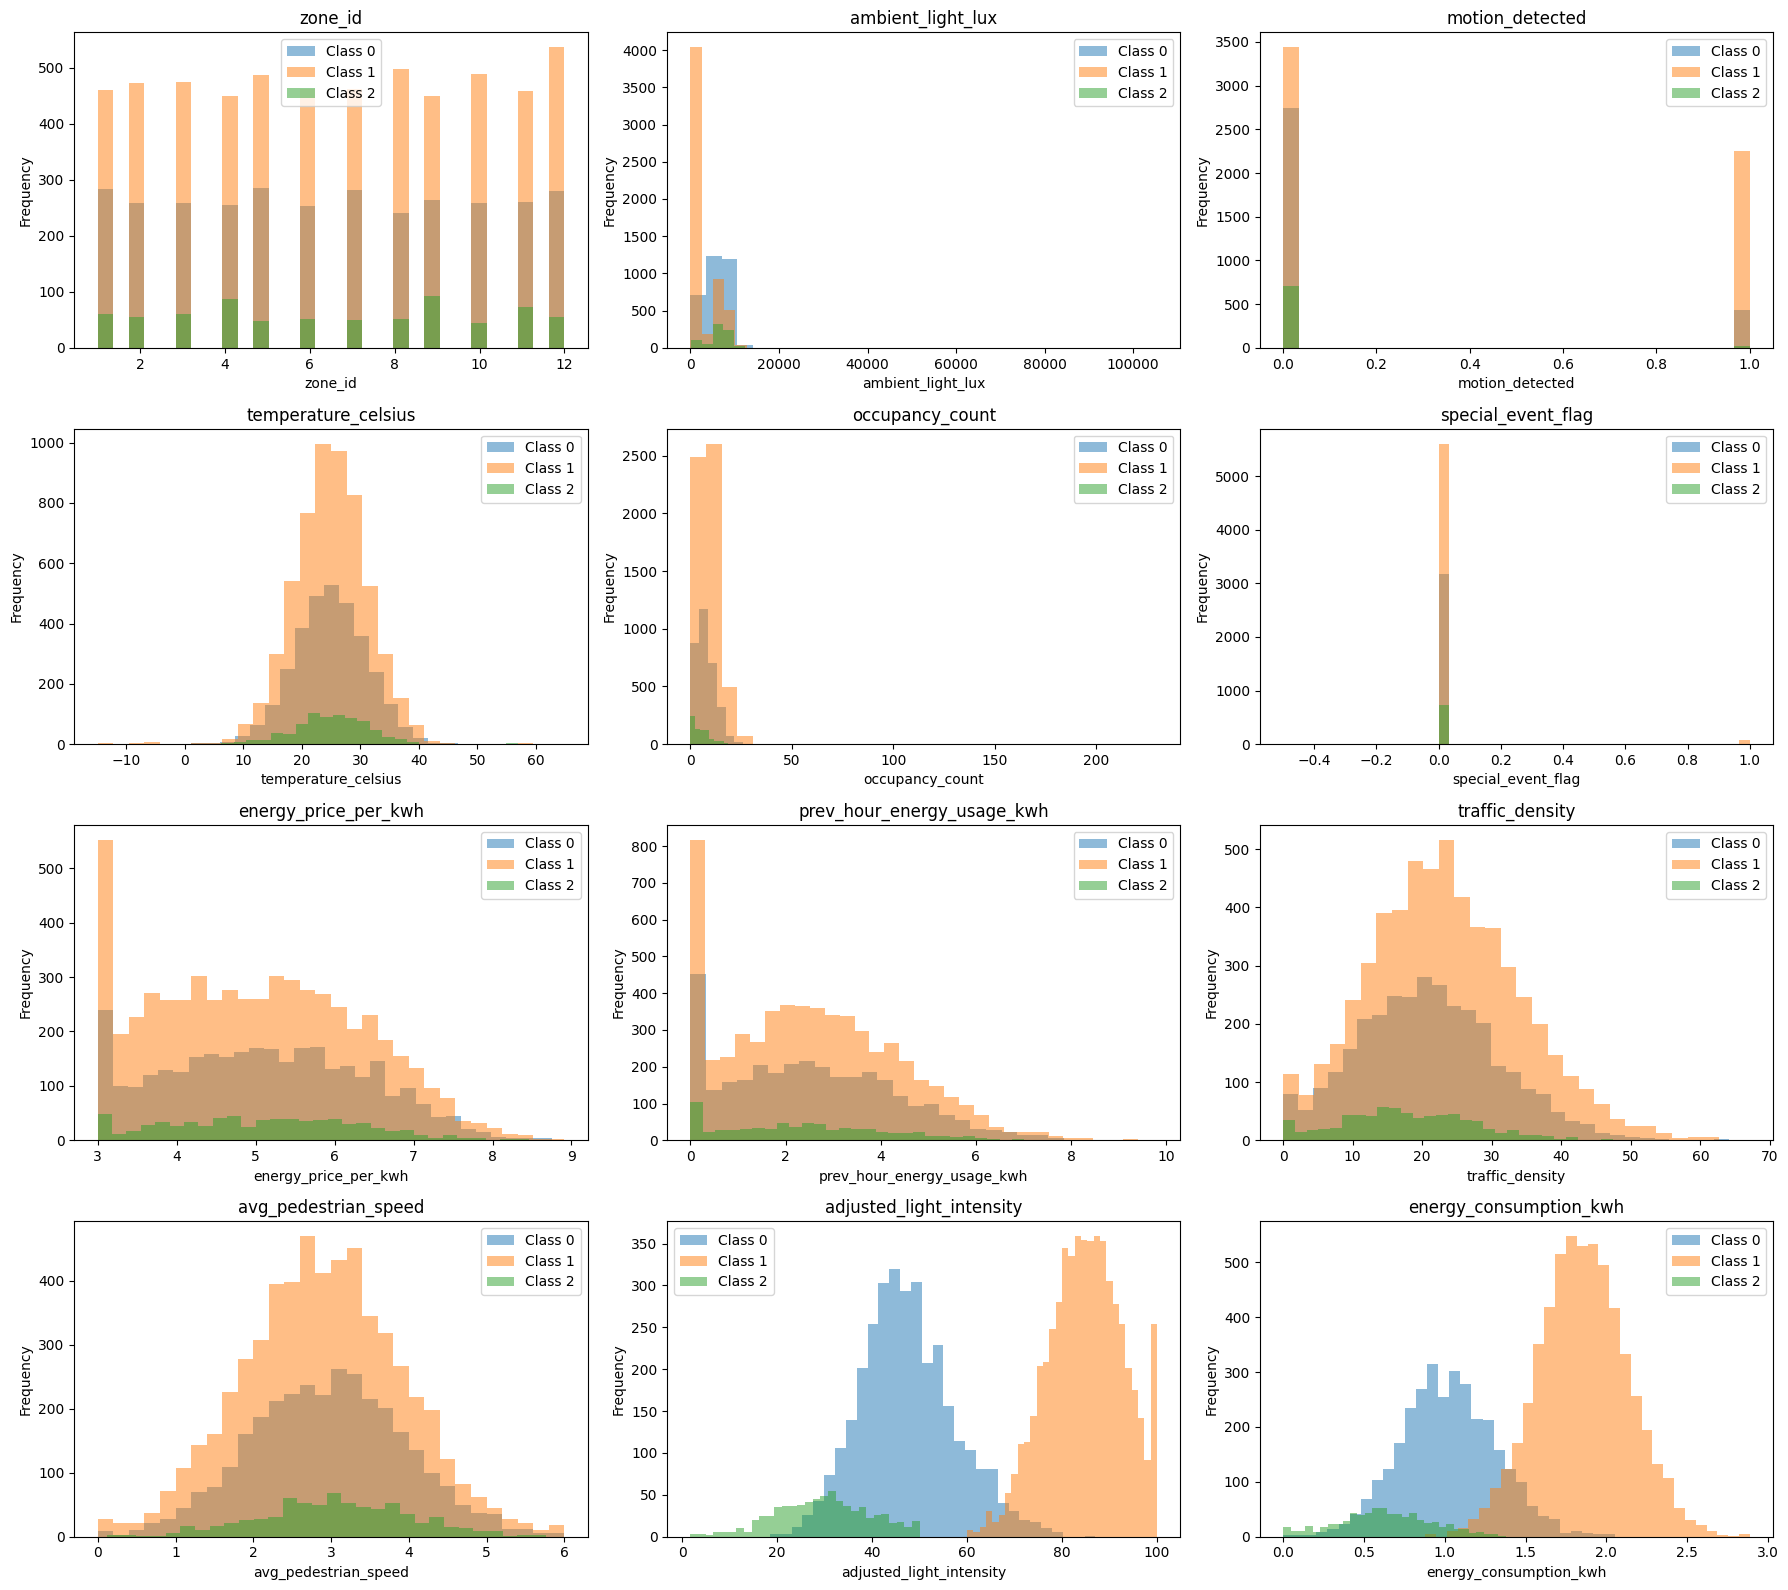 zone_id
Frequency
500
400
300
200
100
0
Class 0
Class 1
Class 2
2 4 6 8 10 12
zone_id
ambient_light_lux
Frequency
4000
3500
3000
2500
2000
1500
1000
500
0
Class 0
Class 1
Class 2
0 20000 40000 60000 80000 100000
ambient_light_lux
motion_detected
Frequency
3500
3000
2500
2000
1500
1000
500
0
Class 0
Class 1
Class 2
0.0 0.2 0.4 0.6 0.8 1.0
motion_detected
temperature_celsius
Frequency
1000
800
600
400
200
0
Class 0
Class 1
Class 2
−10 0 10 20 30 40 50 60
temperature_celsius
occupancy_count
Frequency
2500
2000
1500
1000
500
0
Class 0
Class 1
Class 2
0 50 100 150 200
occupancy_count
special_event_flag
Frequency
5000
4000
3000
2000
1000
0
Class 0
Class 1
Class 2
−0.4 −0.2 0.0 0.2 0.4 0.6 0.8 1.0
special_event_flag
energy_price_per_kwh
Frequency
500
400
300
200
100
0
Class 0
Class 1
Class 2
3 4 5 6 7 8 9
energy_price_per_kwh
prev_hour_energy_usage_kwh
Frequency
800
700
600
500
400
300
200
100
0
Class 0
Class 1
Class 2
0 2 4 6 8 10
prev_hour_energy_usage_kwh
traffic_density
Frequency
500
400
300
200
100
0
Class 0
Class 1
Class 2
0 10 20 30 40 50 60 70
traffic_density
avg_pedestrian_speed
Frequency
400
300
200
100
0
Class 0
Class 1
Class 2
0 1 2 3 4 5 6
avg_pedestrian_speed
adjusted_light_intensity
Frequency
350
300
250
200
150
100
50
0
Class 0
Class 1
Class 2
0 20 40 60 80 100
adjusted_light_intensity
energy_consumption_kwh
Frequency
500
400
300
200
100
0
Class 0
Class 1
Class 2
0.0 0.5 1.0 1.5 2.0 2.5 3.0
energy_consumption_kwh